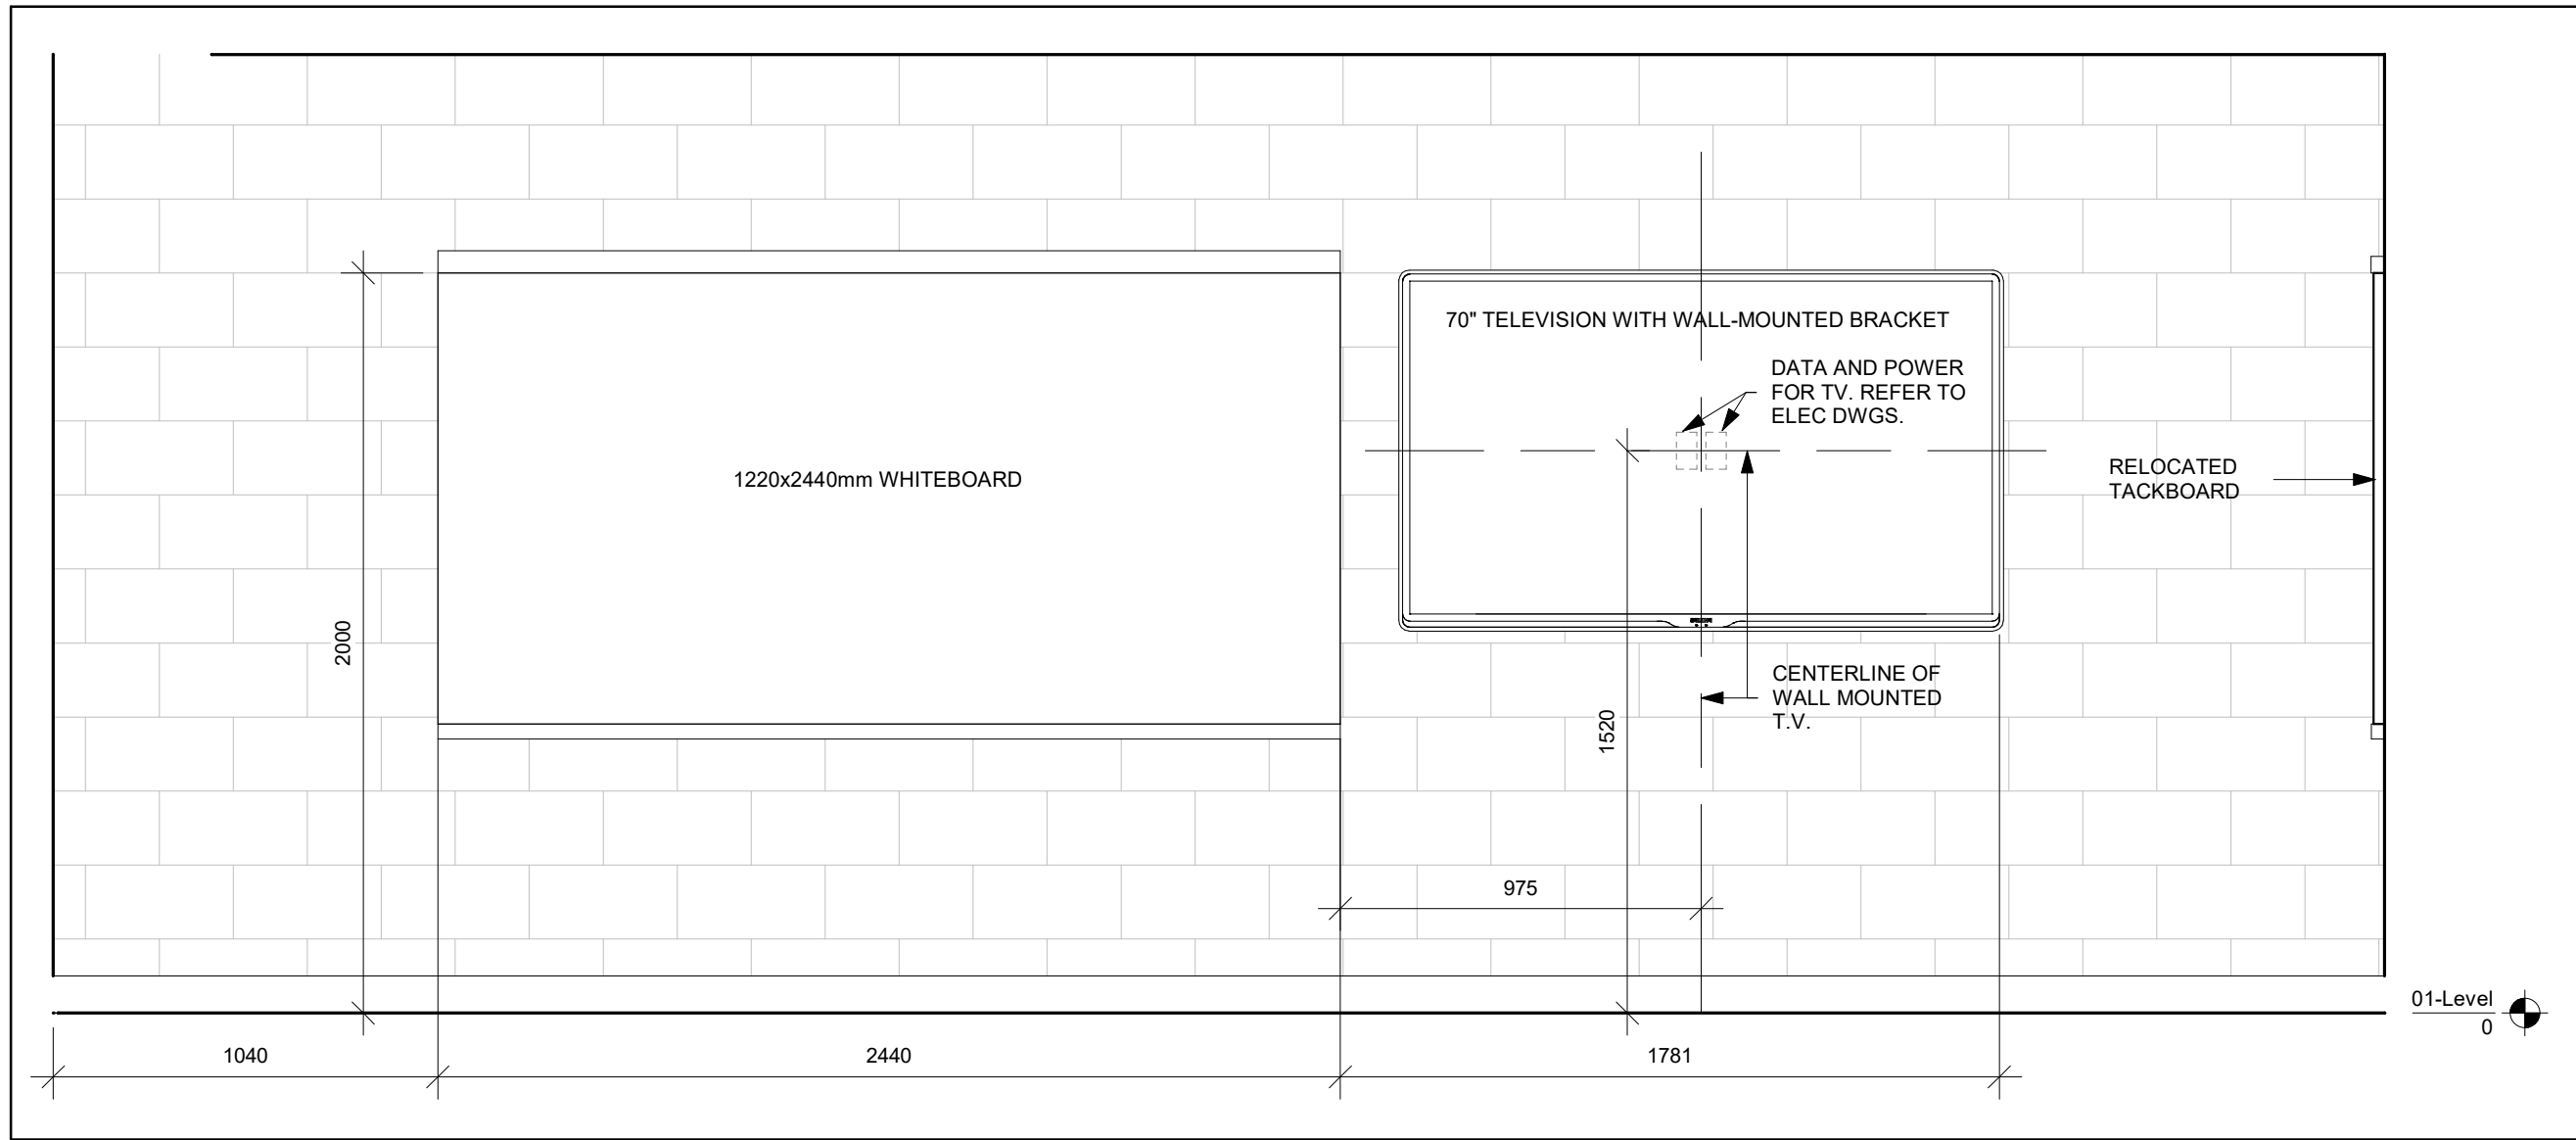 70" TELEVISION WITH WALL-MOUNTED BRACKET
DATA AND POWER
FOR TV. REFER TO
ELEC DWGS.
1220x2440mm WHITEBOARD
RELOCATED
TACKBOARD
2000
CENTERLINE OF
WALL MOUNTED
T.V.
1520
975
01-Level
0
1040
2440
1781